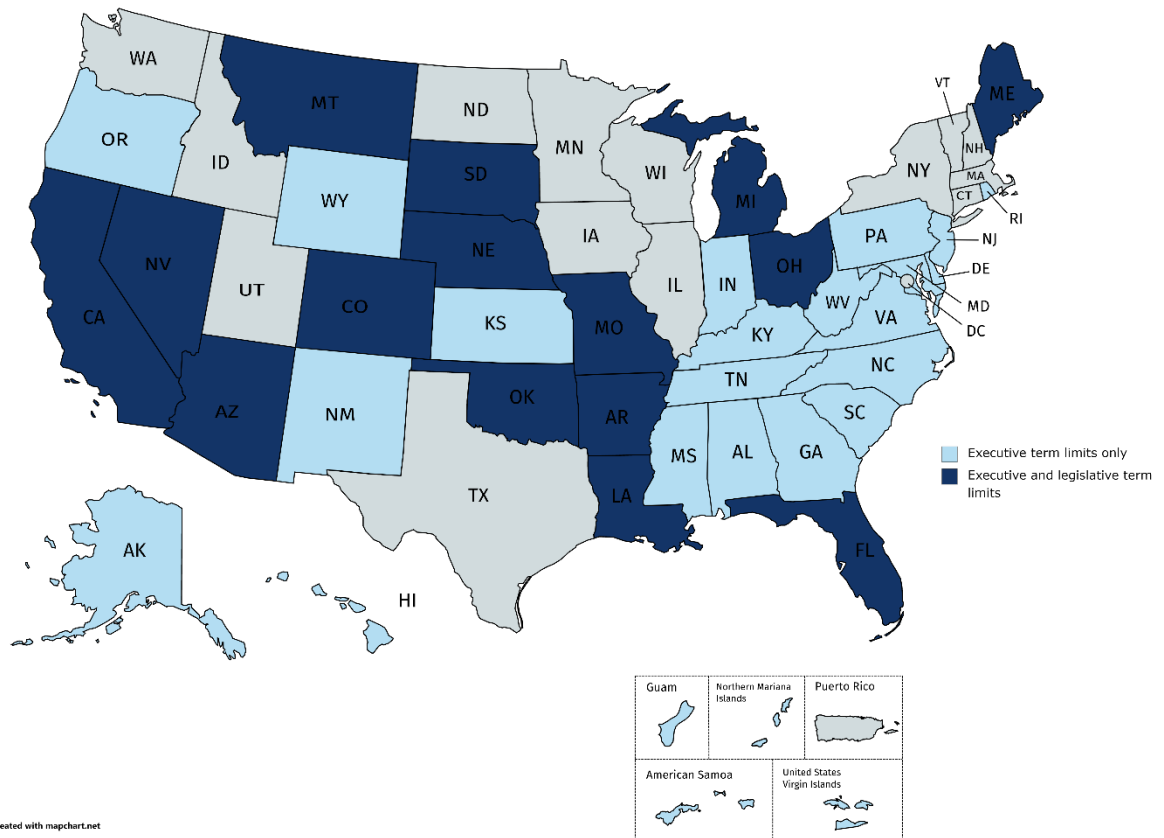 WA
MT
ND
MN
VT
ME
OR
ID
SD
WI
NY
NH
MA
CT
RI
WY
MI
NV
UT
NE
IA
IL
IN
OH
PA
NJ
DE
MD
DC
CA
CO
KS
MO
KY
WV
VA
AZ
NM
OK
AR
TN
NC
SC
MS
AL
GA
TX
LA
FL
AK
HI
Executive term limits only
Executive and legislative term
limits
Guam
Northern Mariana
Islands
Puerto Rico
American Samoa
United States
Virgin Islands
eated with mapchart.net